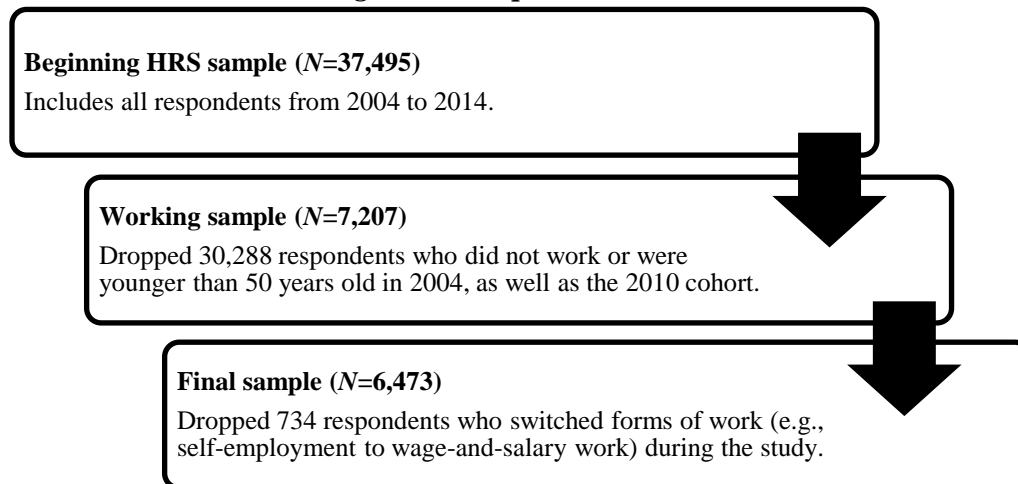 Beginning HRS sample (N=37,495)
Includes all respondents from 2004 to 2014.
Working sample (N=7,207)
Dropped 30,288 respondents who did not work or were
younger than 50 years old in 2004, as well as the 2010 cohort.
Final sample (N=6,473)
Dropped 734 respondents who switched forms of work (e.g.,
self-employment to wage-and-salary work) during the study.